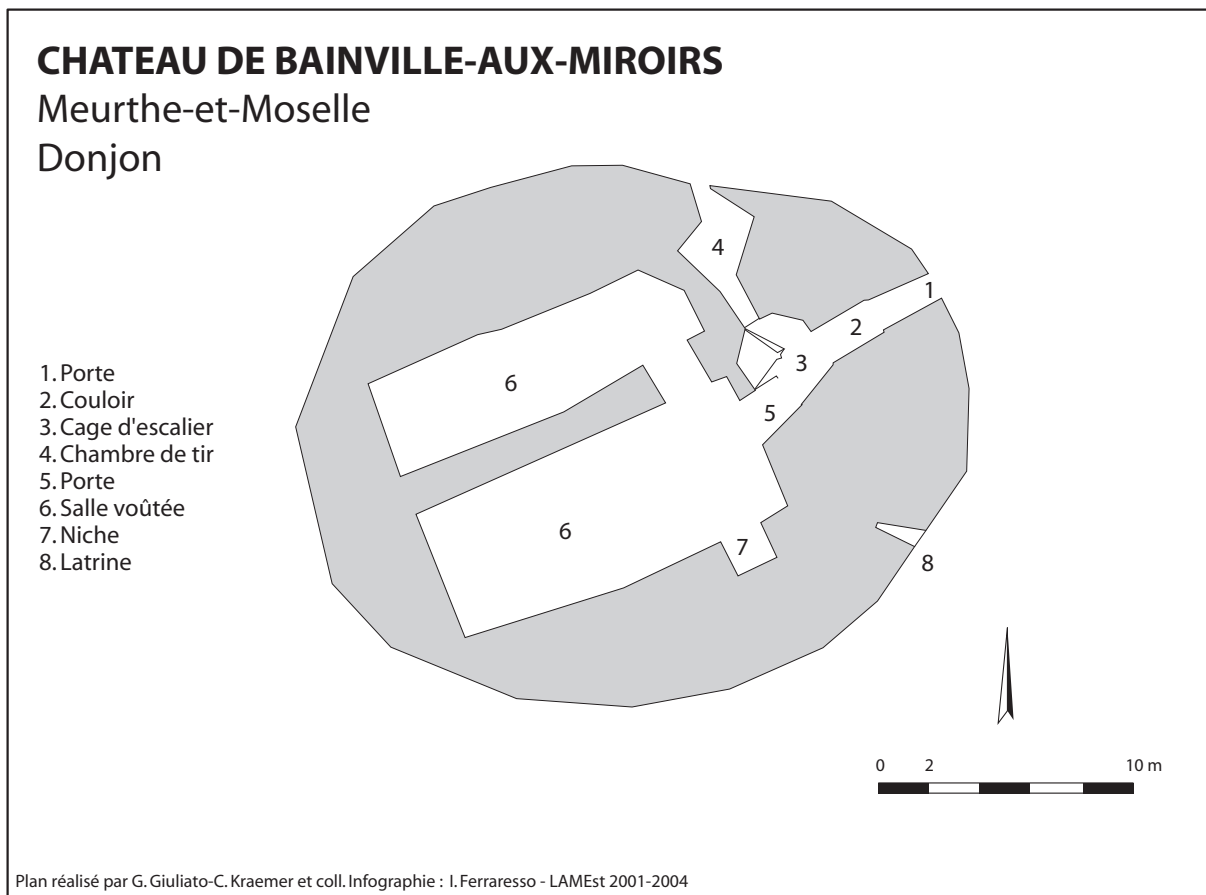 CHATEAU DE BAINVILLE-AUX-MIROIRS
Meurthe-et-Moselle
Donjon
4
1
2
3
6
5
6
7
8
1. Porte
2. Couloir
3. Cage d'escalier
4. Chambre de tir
5. Porte
6. Salle voûtée
7. Niche
8. Latrine
0 2 10 m
Plan réalisé par G. Giuliato-C. Kraemer et coll. Infographie : I. Ferraresso - LAMEst 2001-2004